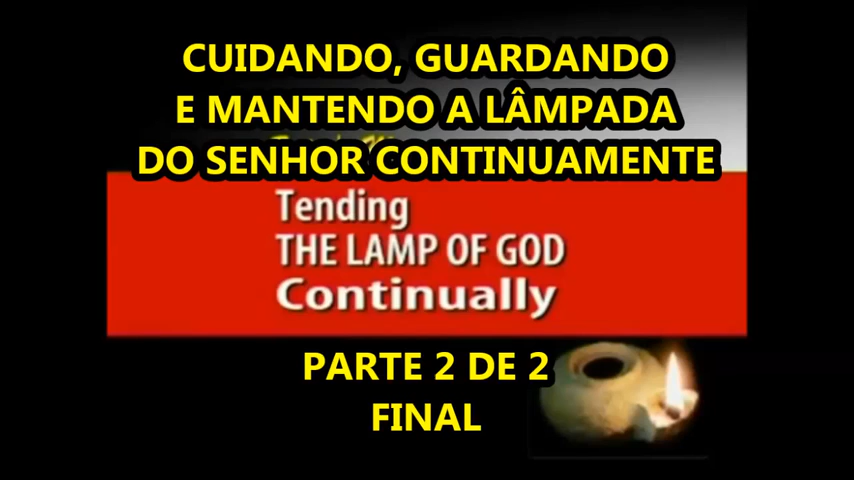 CUIDANDO, GUARDANDO
E MANTENDO A LÂMPADA
DO SENHOR CONTINUAMENTE
Tending
THE LAMP OF GOD
Continually
PARTE 2 DE 2
FINAL